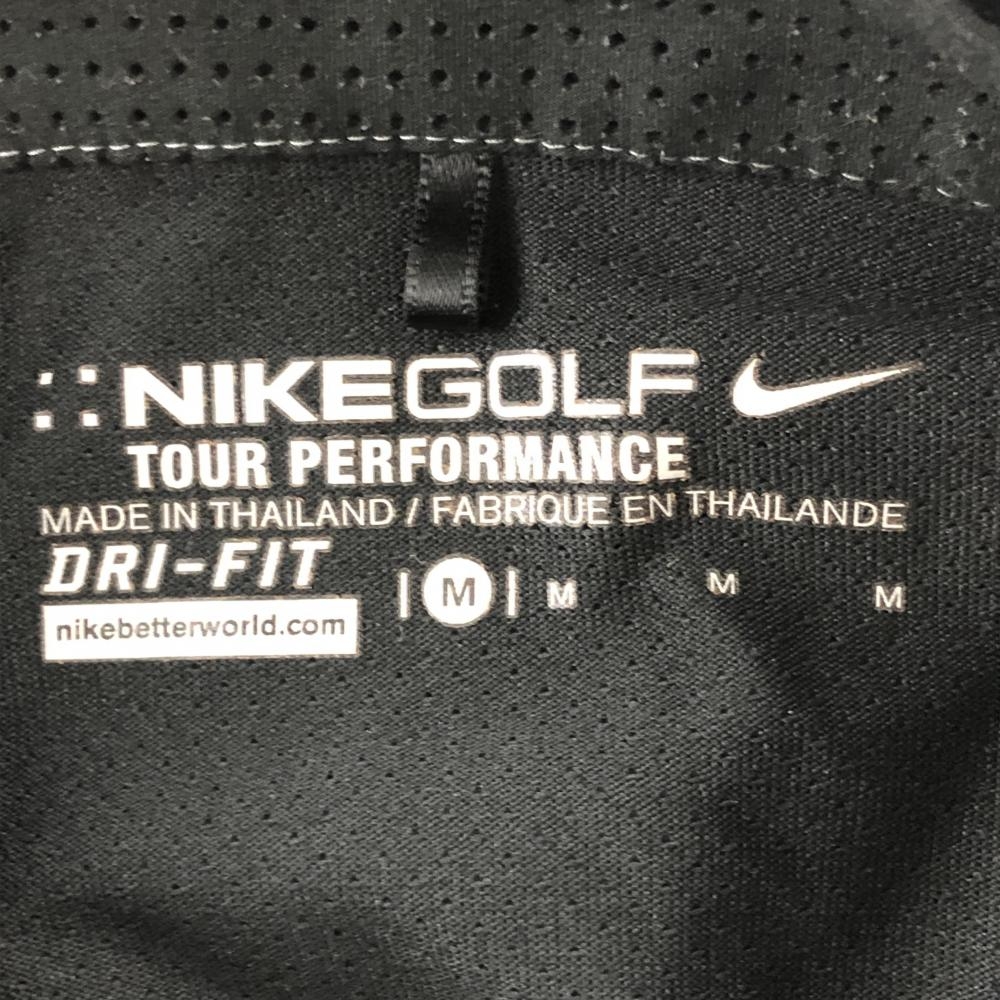 NIKEGOLF
TOUR PERFORMANCE
MADE IN THAILAND / FABRIQUE EN THAILANDE
DRI-FIT
| M | M M M
nikebetterworld.com